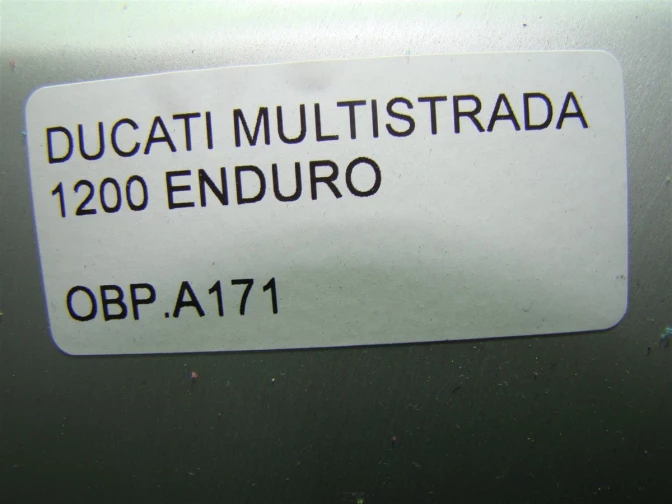 DUCATI MULTISTRADA
1200 ENDURO
OBP.A171